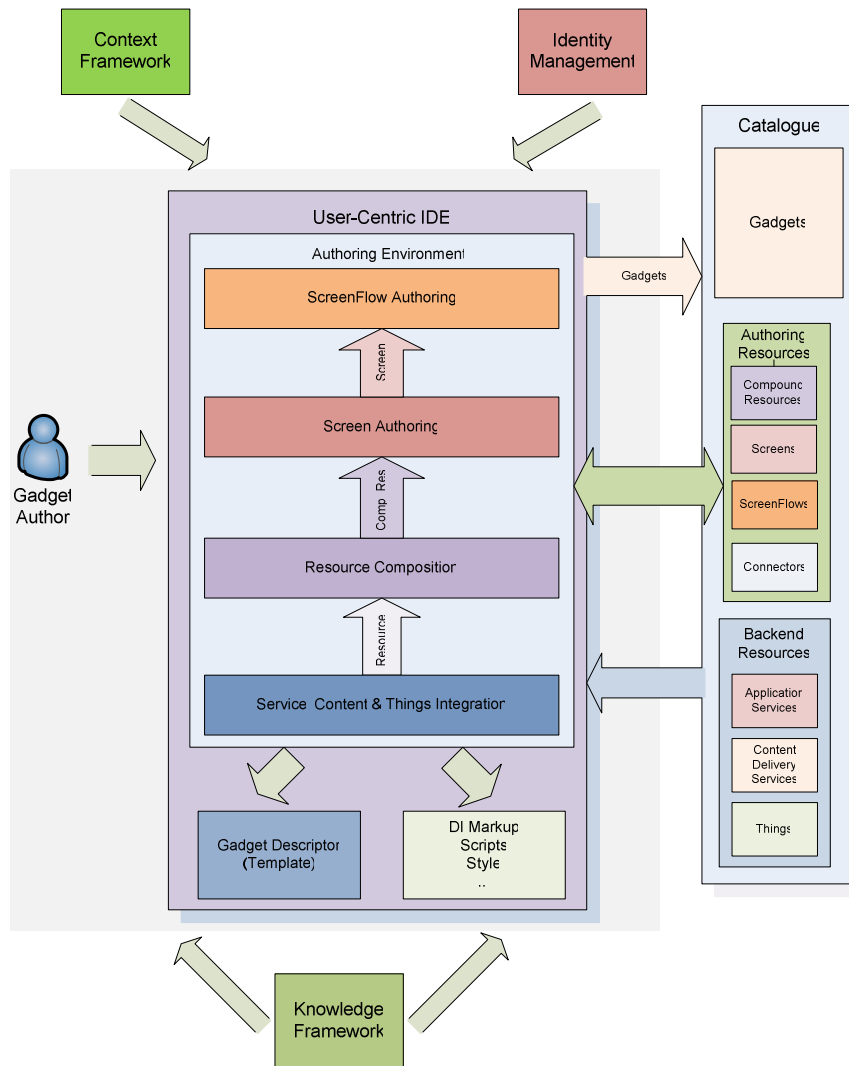 Context
Framework
Identity
Management
Catalogue
Gadgets
User-Centric IDE
Authoring Environment
ScreenFlow Authoring
Gadgets
Screen
Authoring
Resources
Compound
Resources
Screen Authoring
Screens
Gadget
Author
Comp Res
ScreenFlows
Resource Composition
Connectors
Resource
Backend
Resources
Service Content & Things Integration
Application
Services
Content
Delivery
Services
Gadget Descriptor
(Template)
DI Markup
Scripts
Style
..
Things
Knowledge
Framework